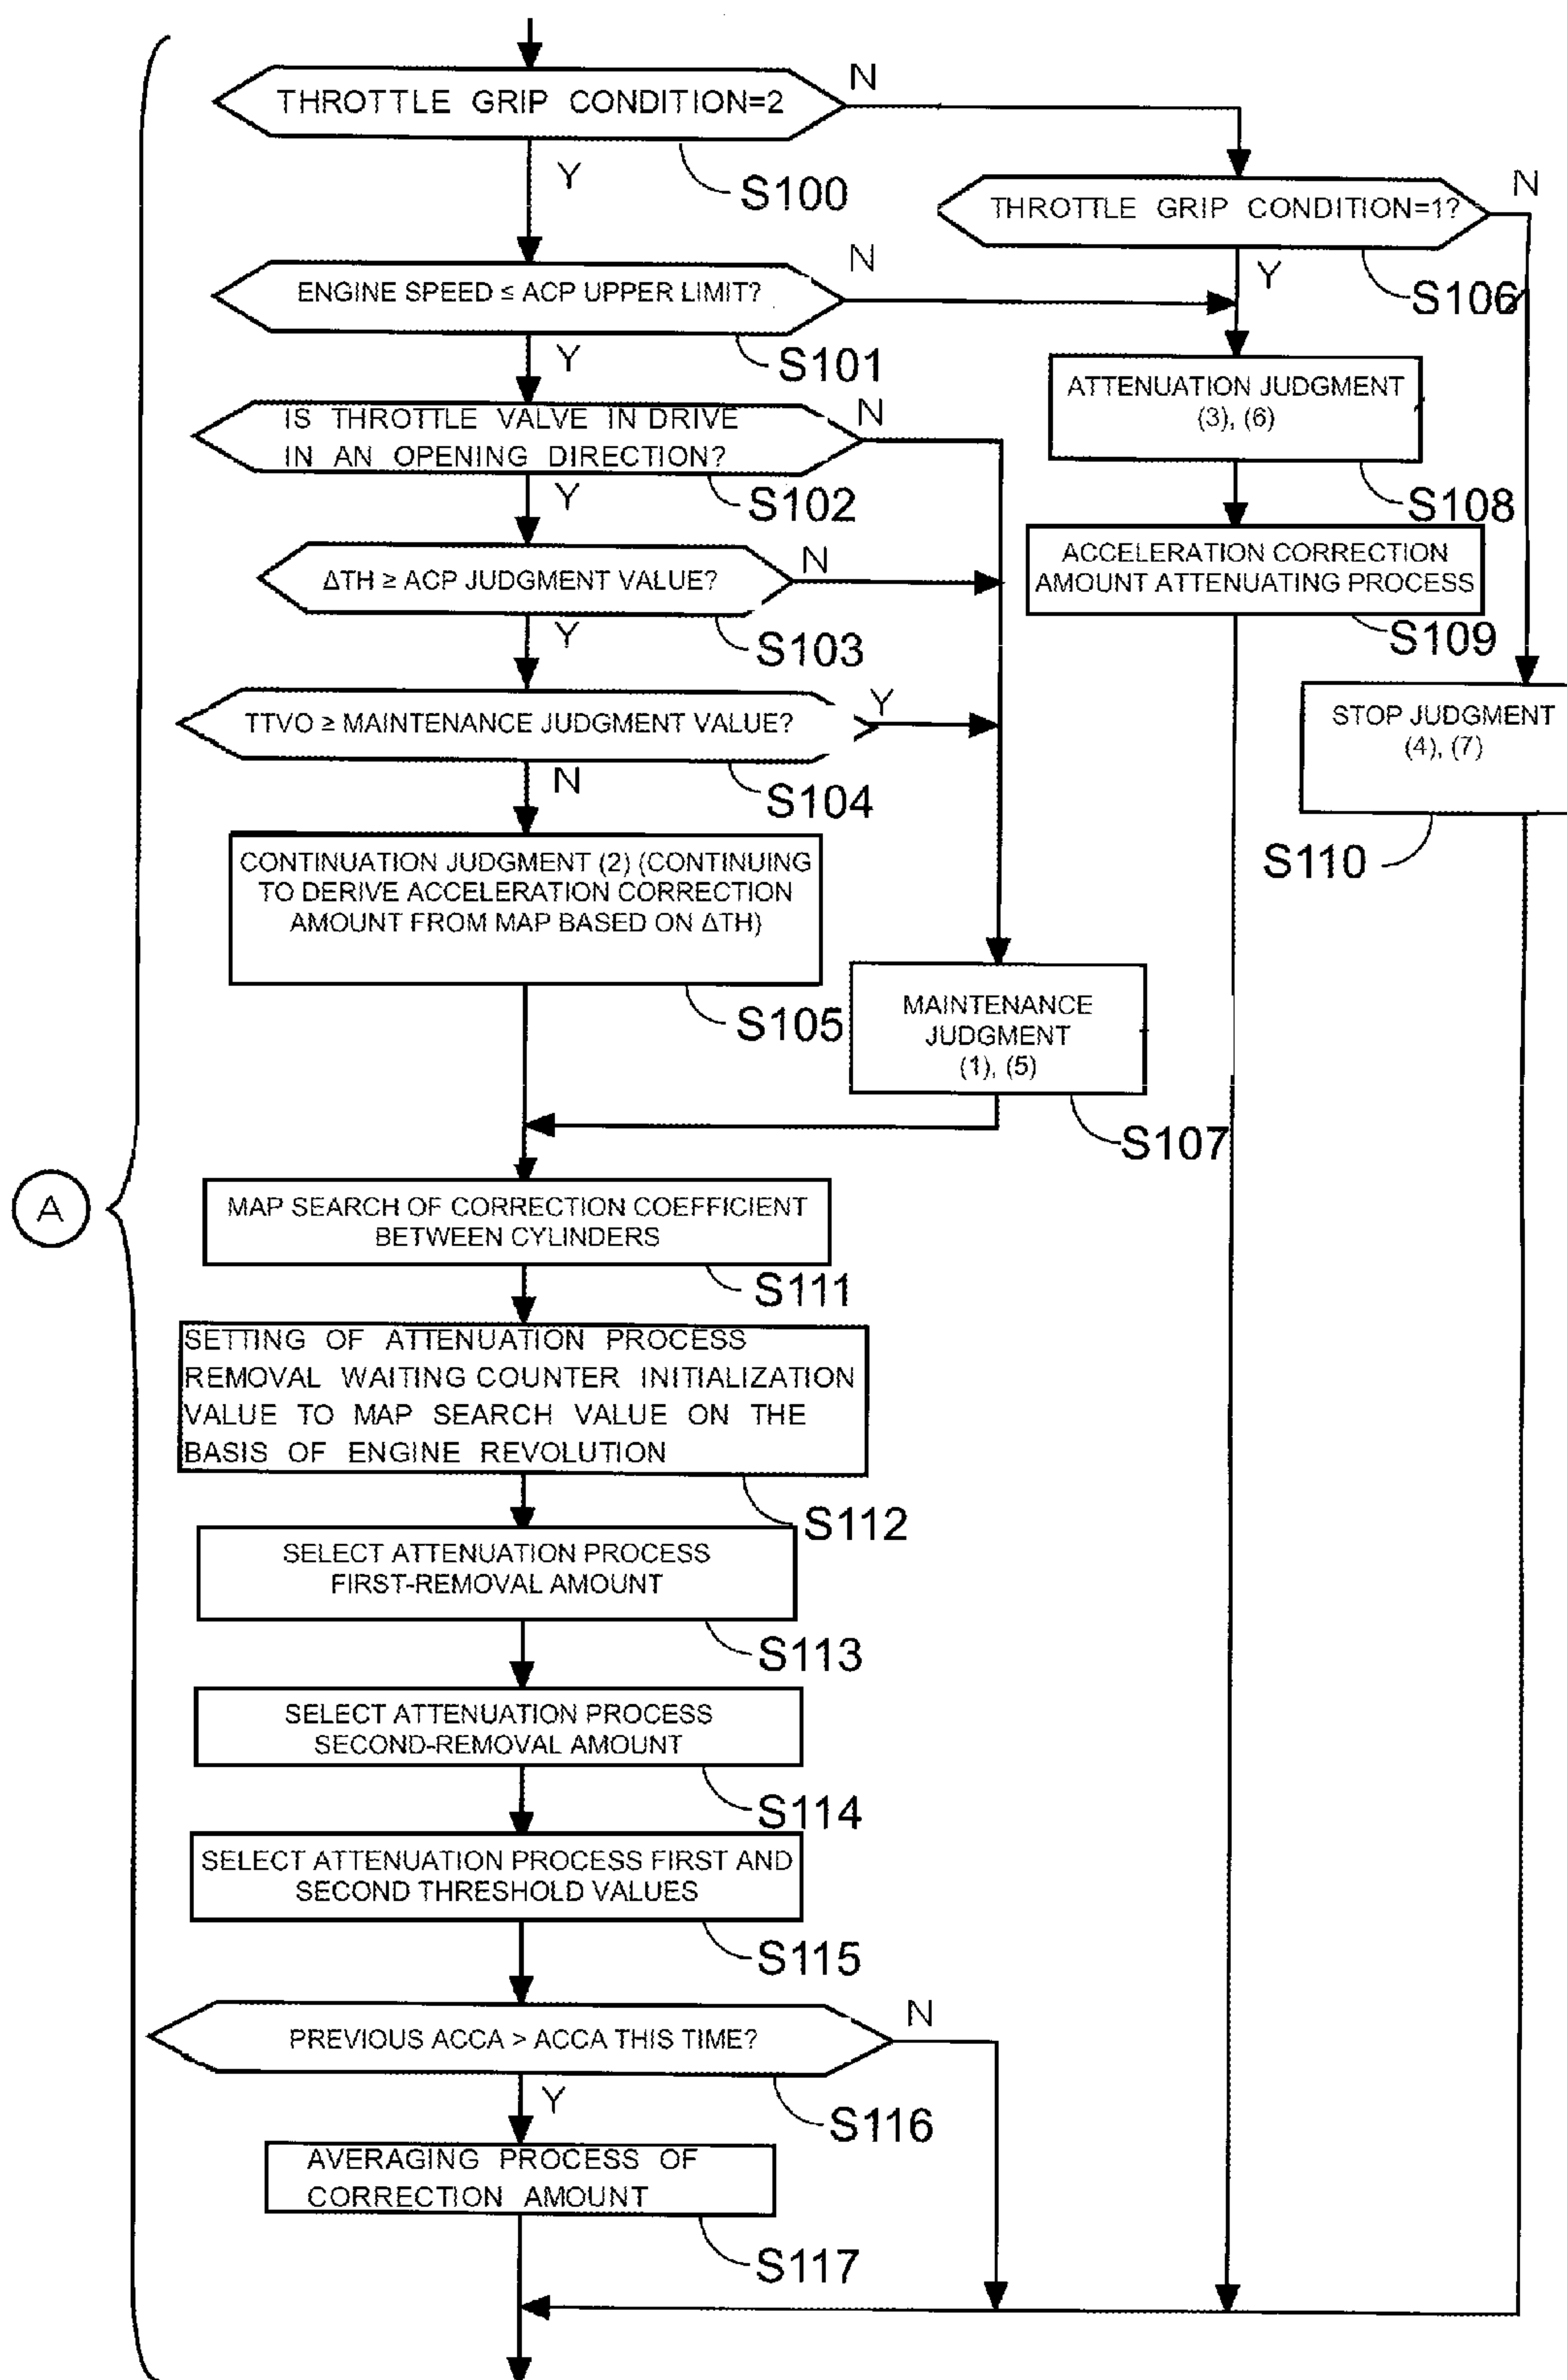 THROTTLE GRIP CONDITION=2
N
Y
S100
THROTTLE GRIP CONDITION=1?
N
Y
S106
ENGINE SPEED ≤ ACP UPPER LIMIT?
N
Y
S101
ATTENUATION JUDGMENT
(3), (6)
S108
IS THROTTLE VALVE IN DRIVE
IN AN OPENING DIRECTION?
N
Y
S102
ACCELERATION CORRECTION
AMOUNT ATTENUATING PROCESS
S109
ΔTH ≥ ACP JUDGMENT VALUE?
N
Y
S103
STOP JUDGMENT
(4), (7)
S110
TTVO ≥ MAINTENANCE JUDGMENT VALUE?
Y
N
S104
CONTINUATION JUDGMENT (2) (CONTINUING
TO DERIVE ACCELERATION CORRECTION
AMOUNT FROM MAP BASED ON ΔTH)
S105
MAINTENANCE
JUDGMENT
(1), (5)
S107
A
MAP SEARCH OF CORRECTION COEFFICIENT
BETWEEN CYLINDERS
S111
SETTING OF ATTENUATION PROCESS
REMOVAL WAITING COUNTER INITIALIZATION
VALUE TO MAP SEARCH VALUE ON THE
BASIS OF ENGINE REVOLUTION
S112
SELECT ATTENUATION PROCESS
FIRST-REMOVAL AMOUNT
S113
SELECT ATTENUATION PROCESS
SECOND-REMOVAL AMOUNT
S114
SELECT ATTENUATION PROCESS FIRST AND
SECOND THRESHOLD VALUES
S115
PREVIOUS ACCA > ACCA THIS TIME?
N
Y
S116
AVERAGING PROCESS OF
CORRECTION AMOUNT
S117